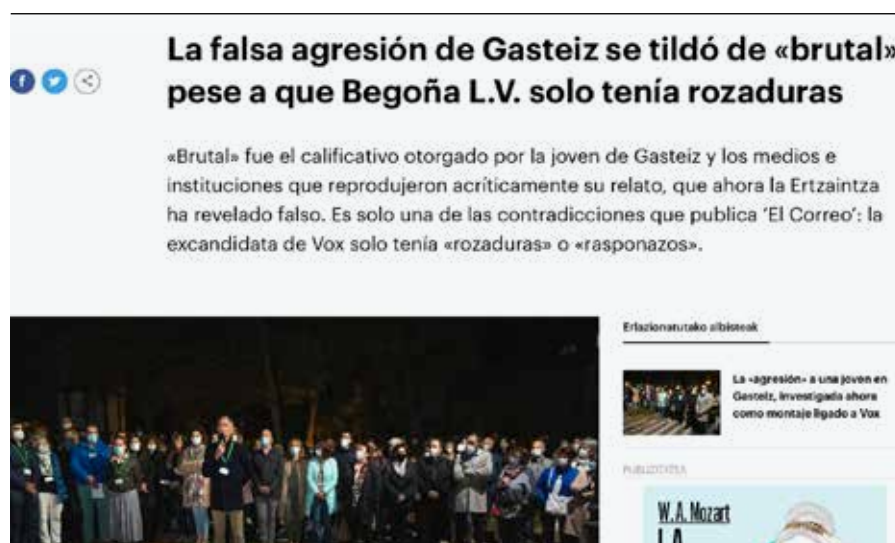 La falsa agresión de Gasteiz se tildó de «brutal»
pese a que Begoña L.V. solo tenía rozaduras
«Brutal» fue el calificativo otorgado por la joven de Gasteiz y los medios e
instituciones que reprodujeron acríticamente su relato, que ahora la Ertzaintza
ha revelado falso. Es solo una de las contradicciones que publica ‘El Correo’: la
excandidata de Vox solo tenía «rozaduras» o «rasponazos».
Erlazionatutako albisteak
La «agresión» a una joven en
Gasteiz, investigada ahora
como montaje ligado a Vox
PUBLIZITATEA
W.A. Mozart
LA